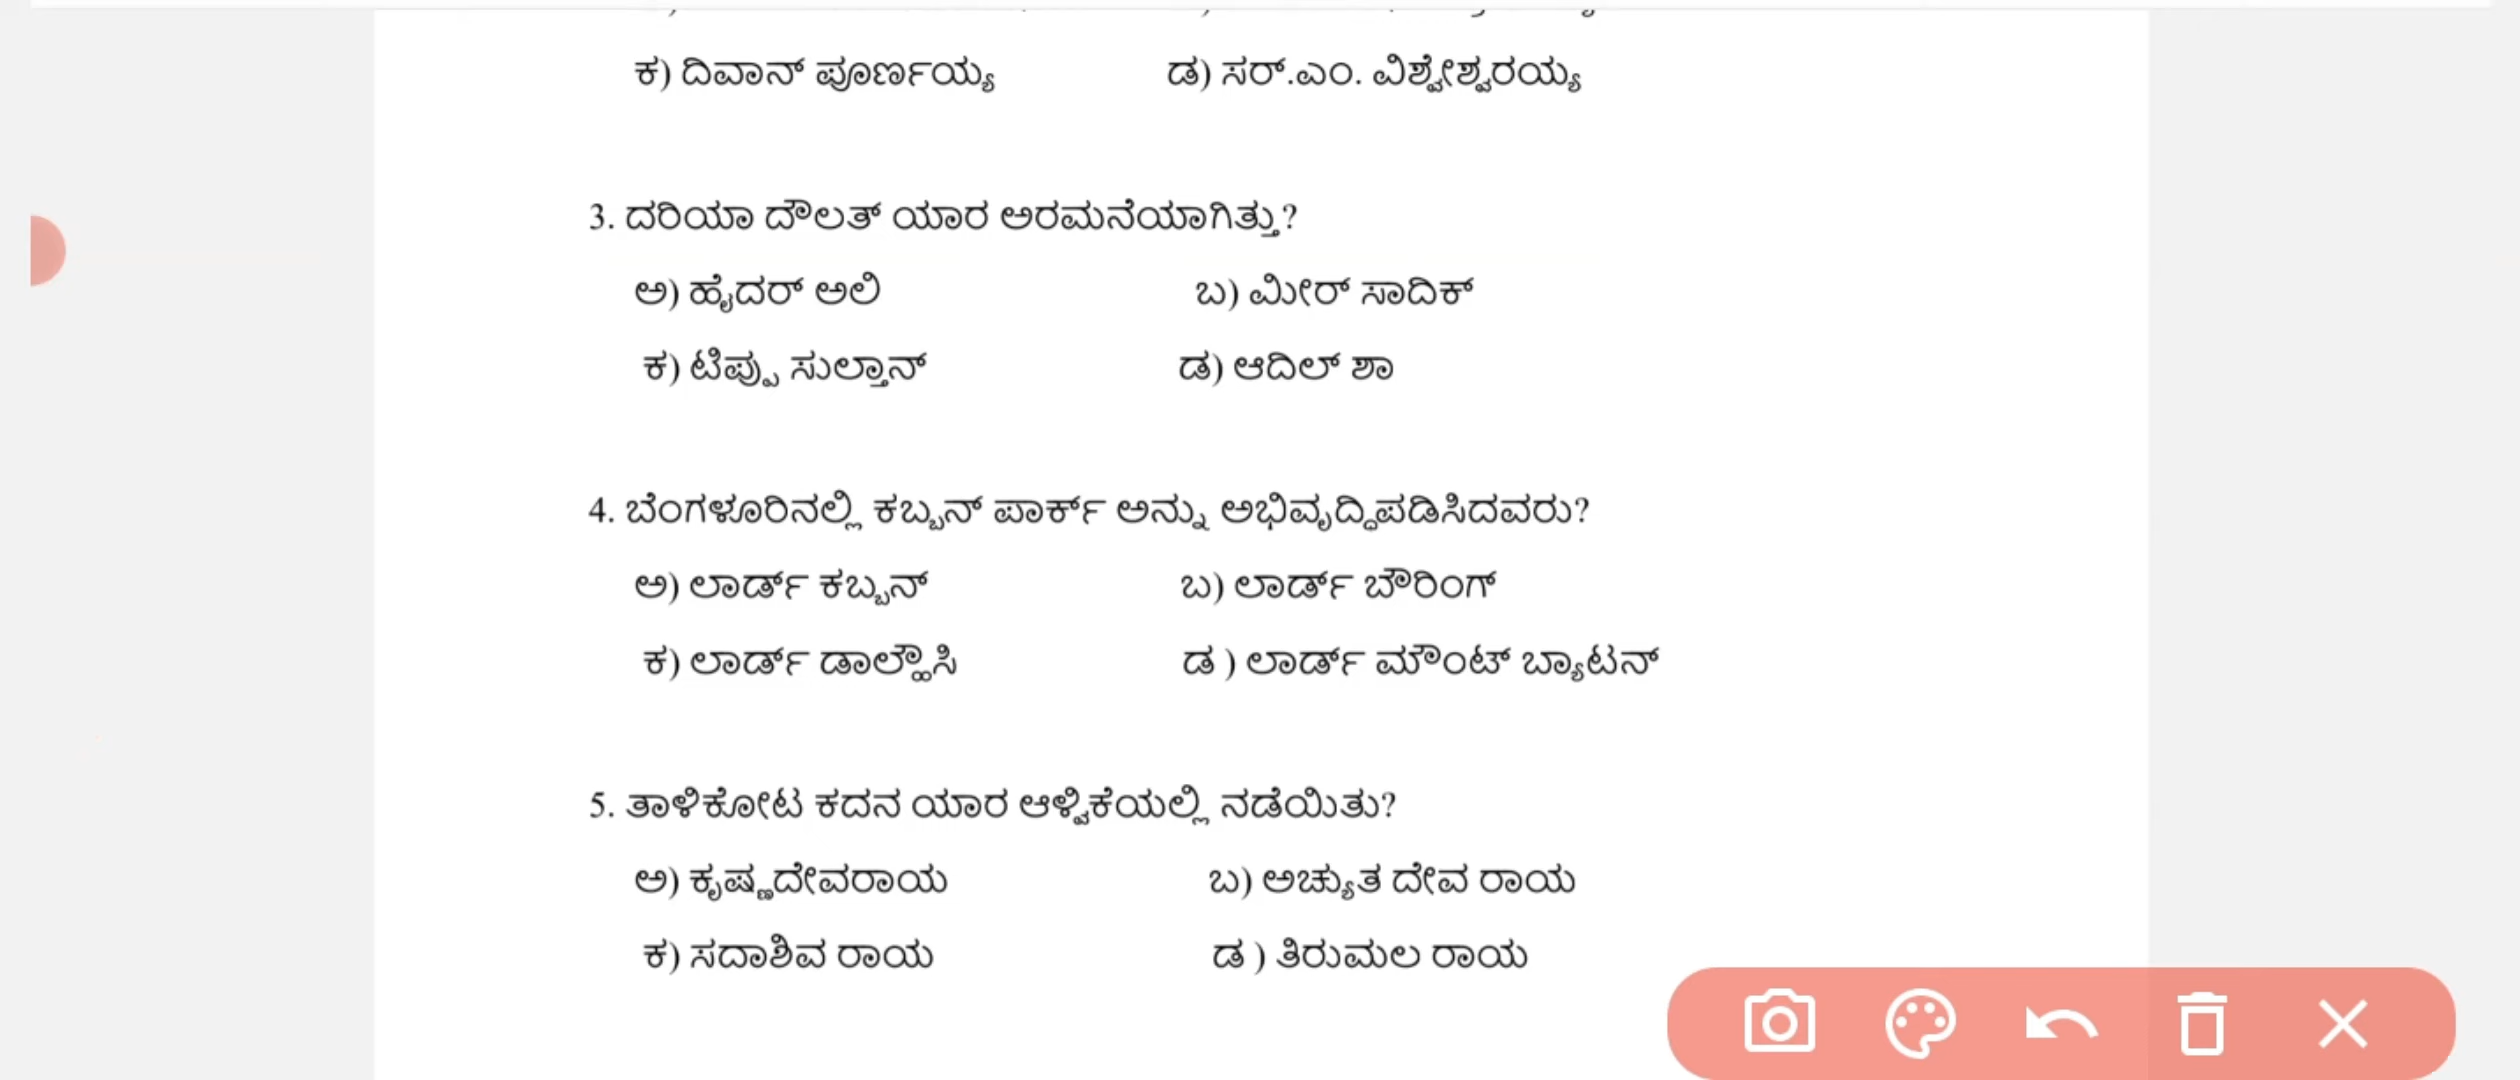 ಕ) ದಿವಾನ್ ಪೂರ್ಣಯ್ಯ ಡ) ಸರ್.ಎಂ. ವಿಶ್ವೇಶ್ವರಯ್ಯ
3. ದರಿಯಾ ದೌಲತ್ ಯಾರ ಅರಮನೆಯಾಗಿತ್ತು?
ಅ) ಹೈದರ್ ಅಲಿ ಬ) ಮೀರ್ ಸಾದಿಕ್
ಕ) ಟಿಪ್ಪು ಸುಲ್ತಾನ್ ಡ) ಆದಿಲ್ ಶಾ
4. ಬೆಂಗಳೂರಿನಲ್ಲಿ ಕಬ್ಬನ್ ಪಾರ್ಕ್ ಅನ್ನು ಅಭಿವೃದ್ಧಿಪಡಿಸಿದವರು?
ಅ) ಲಾರ್ಡ್ ಕಬ್ಬನ್ ಬ) ಲಾರ್ಡ್ ಬೌರಿಂಗ್
ಕ) ಲಾರ್ಡ್ ಡಾಲ್ಹೌಸಿ ಡ ) ಲಾರ್ಡ್ ಮೌಂಟ್ ಬ್ಯಾಟನ್
5. ತಾಳಿಕೋಟ ಕದನ ಯಾರ ಆಳ್ವಿಕೆಯಲ್ಲಿ ನಡೆಯಿತು?
ಅ) ಕೃಷ್ಣದೇವರಾಯ ಬ) ಅಚ್ಯುತ ದೇವ ರಾಯ
ಕ) ಸದಾಶಿವ ರಾಯ ಡ ) ತಿರುಮಲ ರಾಯ